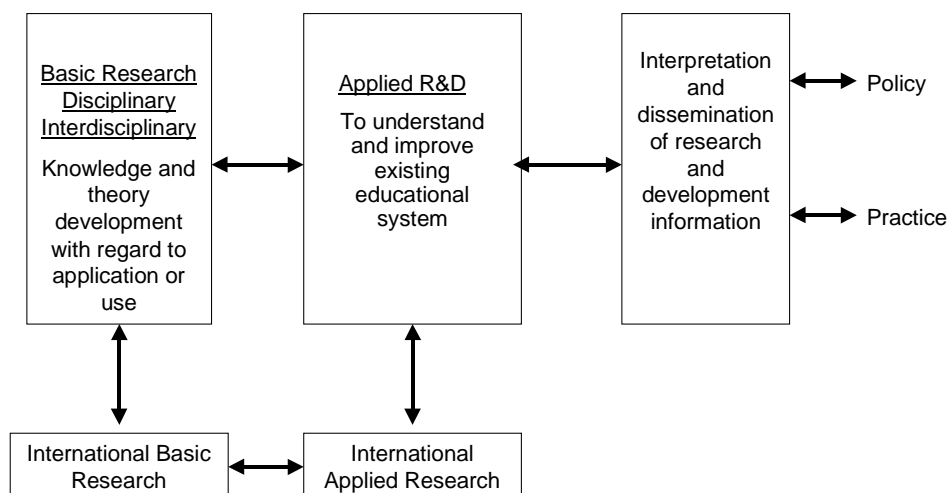 Basic Research
Disciplinary
Interdisciplinary
Knowledge and
theory
development
with regard to
application or
use
Applied R&D
To understand
and improve
existing
educational
system
Interpretation
and
dissemination
of research
and
development
information
Policy
Practice
International Basic
Research
International
Applied Research